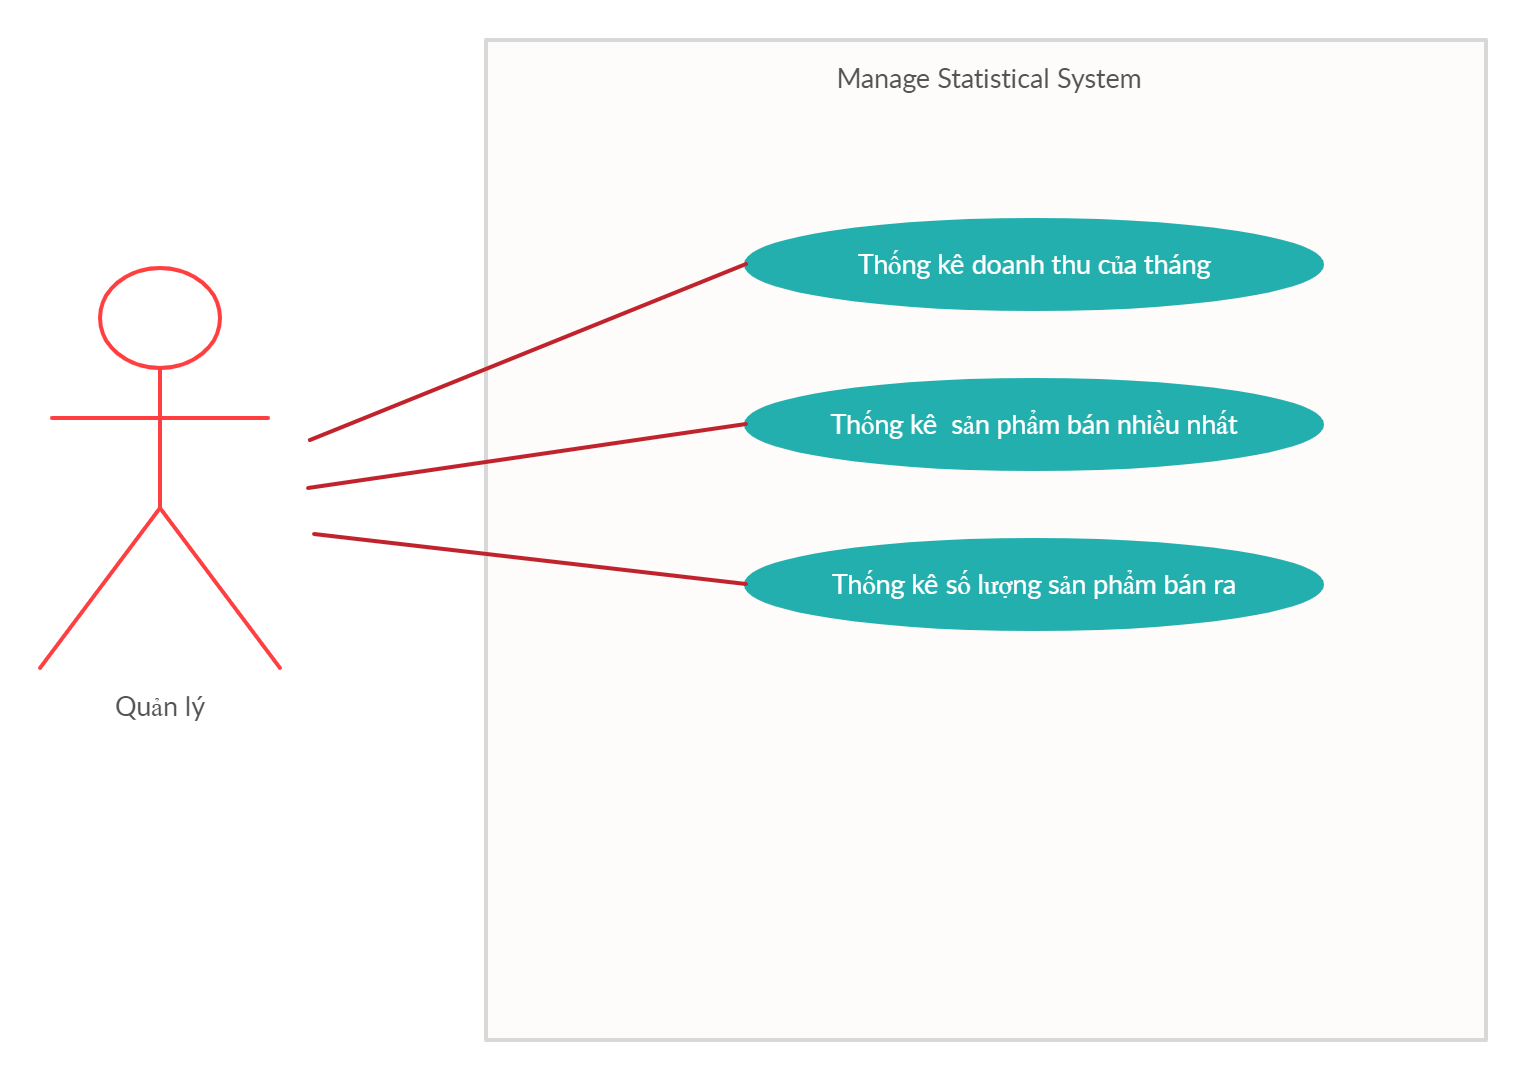 Manage Statistical System
Thống kê doanh thu của tháng
Thống kê  sản phẩm bán nhiều nhất
Thống kê số lượng sản phẩm bán ra
Quản lý